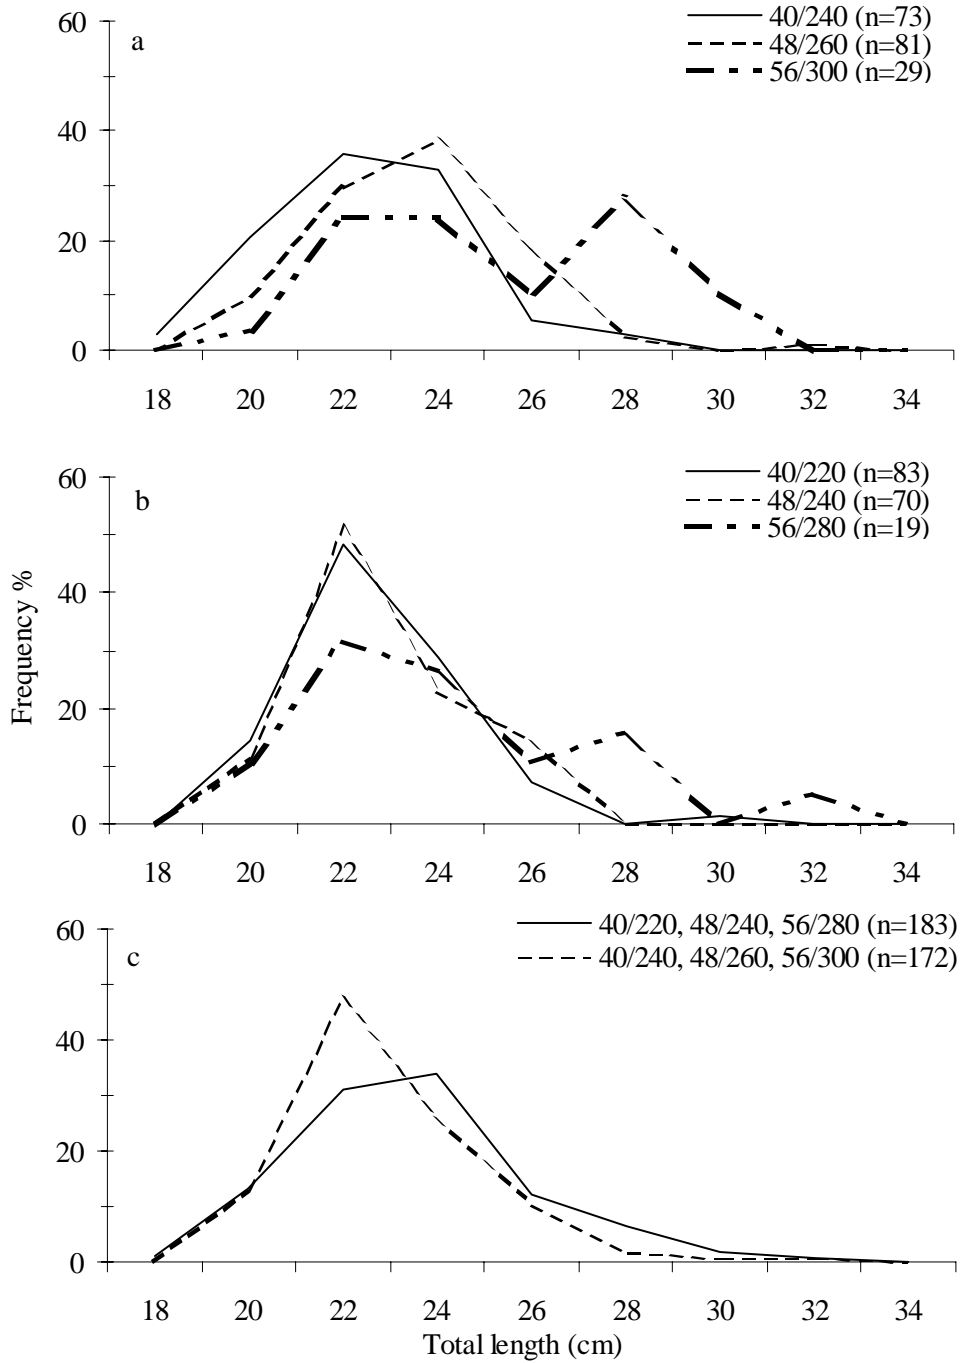 60
a
40/240 (n=73)
48/260 (n=81)
56/300 (n=29)
40
20
0
18 20 22 24 26 28 30 32 34
60
b
40/220 (n=83)
48/240 (n=70)
56/280 (n=19)
40
20
0
18 20 22 24 26 28 30 32 34
Frequency %
60
c
40/220, 48/240, 56/280 (n=183)
40/240, 48/260, 56/300 (n=172)
40
20
0
18 20 22 24 26 28 30 32 34
Total length (cm)